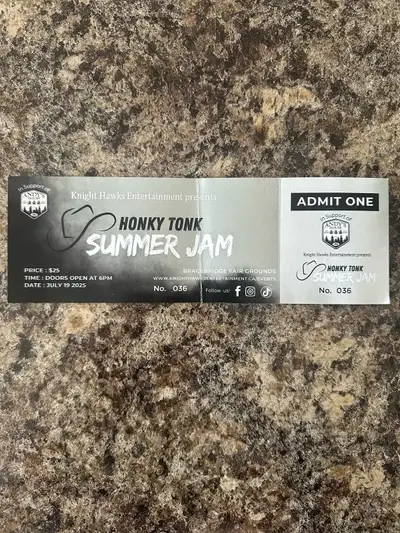 In Support of
Knight Hawks Entertainment presents
HONKY TONK
SUMMER JAM
PRICE : $25
TIME : DOORS OPEN AT 6PM
DATE : JULY 19 2025
BRACEBRIDGE FAIR GROUNDS
WWW.KNIGHTHAWKSENTERTAINMENT.CA/EVENTS
No. 036
Follow us!
ADMIT ONE
In Support of
ANDY'S
Knight Hawks Entertainment presents
HONKY TONK
SUMMER JAM
No. 036